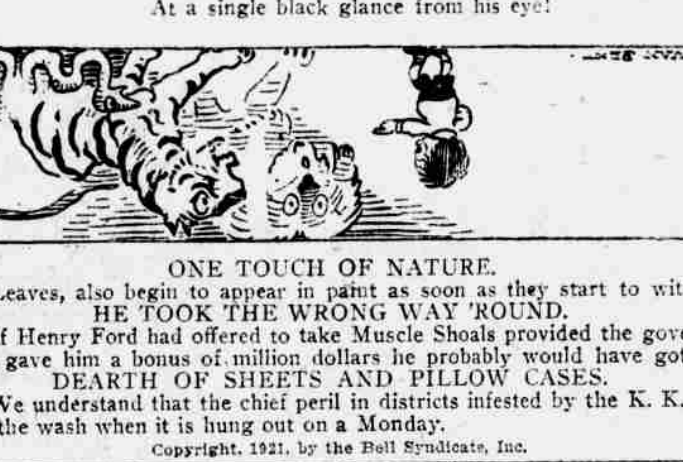 At a single black glance from his eye!
ONE TOUCH OF NATURE.
Leaves, also begin to appear in paint as soon as they start to wit
HE TOOK THE WRONG WAY 'ROUND.
f Henry Ford had offered to take Muscle Shoals provided the gove
gave him a bonus of million dollars he probably would have got
DEARTH OF SHEETS AND PILLOW CASES.
We understand that the chief peril in districts infested by the K. K.
the wash when it is hung out on a Monday.
Copyright, 1921, by the Bell Syndicate, Inc.